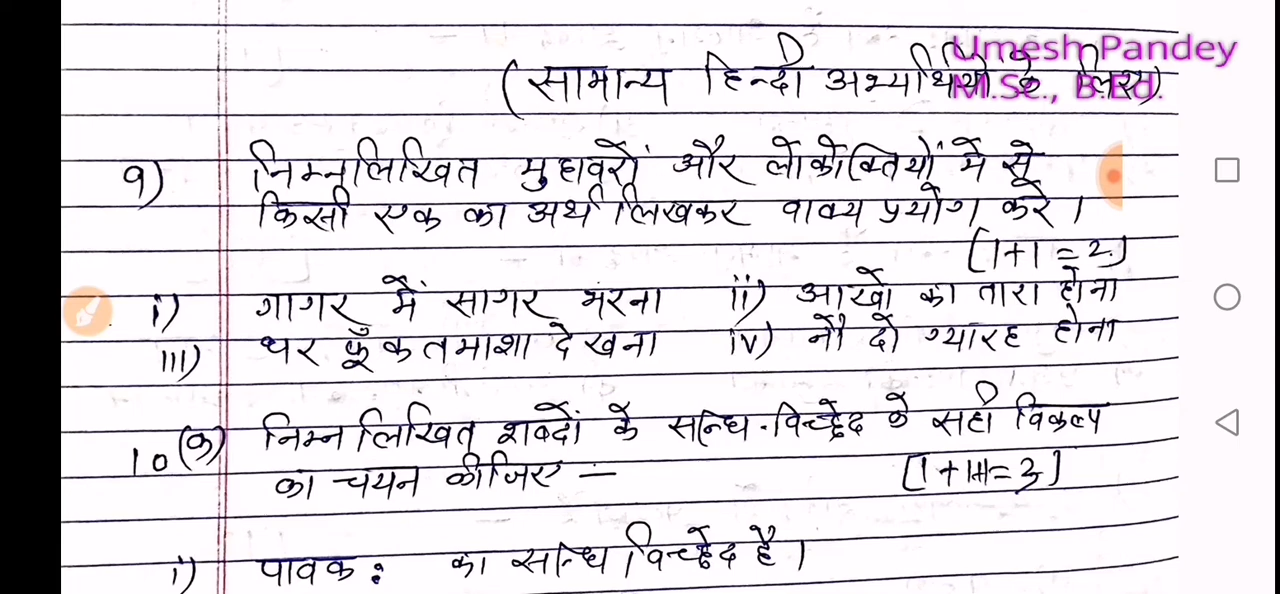 Umesh Pandey
(सामान्य हिन्दी अभ्यर्थियों के लिए)
M.Sc., B.Ed.
9) निम्नलिखित मुहावरों और लोकोक्तियों में से
किसी एक का अर्थ लिखकर वाक्य प्रयोग करे ।
[1+1=2]
i) गागर में सागर भरना ii) आखों का तारा होना
iii) घर फूँक तमाशा देखना iv) नौ दो ग्यारह होना
10 (क) निम्नलिखित शब्दों के सन्धि-विच्छेद के सही विकल्प
का चयन कीजिए – [1+1+1=3]
i) पावक: का सन्धि विच्छेद है ।